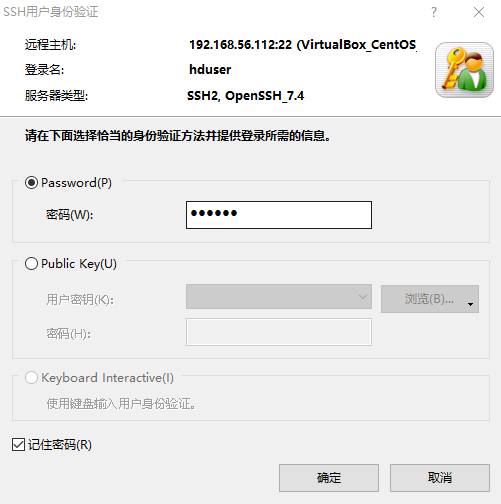 SSH用户身份验证
远程主机: 192.168.56.112:22 (VirtualBox_CentOS
登录名: hduser
服务器类型: SSH2, OpenSSH_7.4
请在下面选择恰当的身份验证方法并提供登录所需的信息。
Password(P)
密码(W): ●●●●●●
Public Key(U)
用户密钥(K): 浏览(B)...
密码(H):
Keyboard Interactive(I)
使用键盘输入用户身份验证。
记住密码(R)
确定 取消